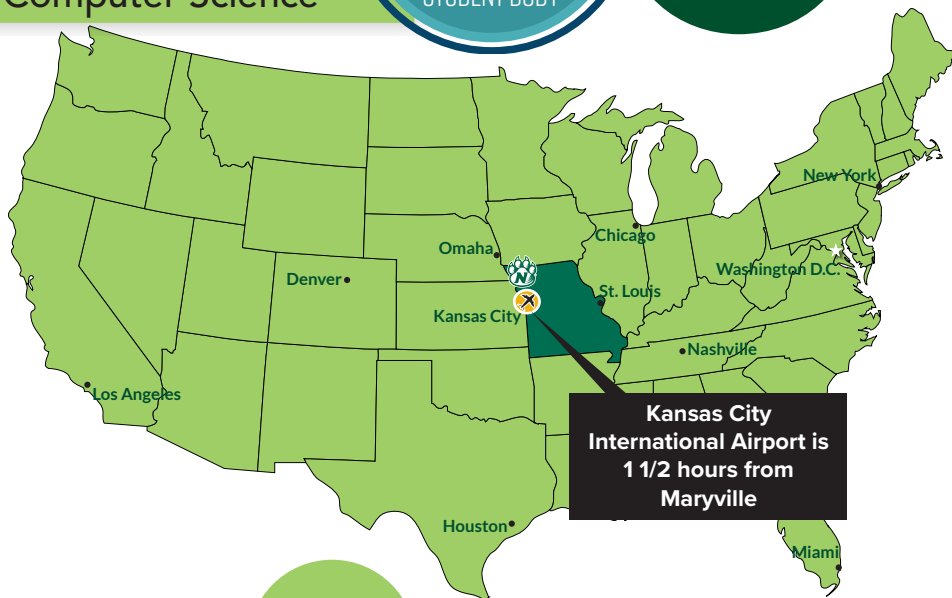 Computer Science
STUDENT BODY
New York
Chicago
Omaha
Washington D.C.
Denver
N
St. Louis
Kansas City
Nashville
Los Angeles
Kansas City
International Airport is
1 1/2 hours from
Maryville
Houston
Miami